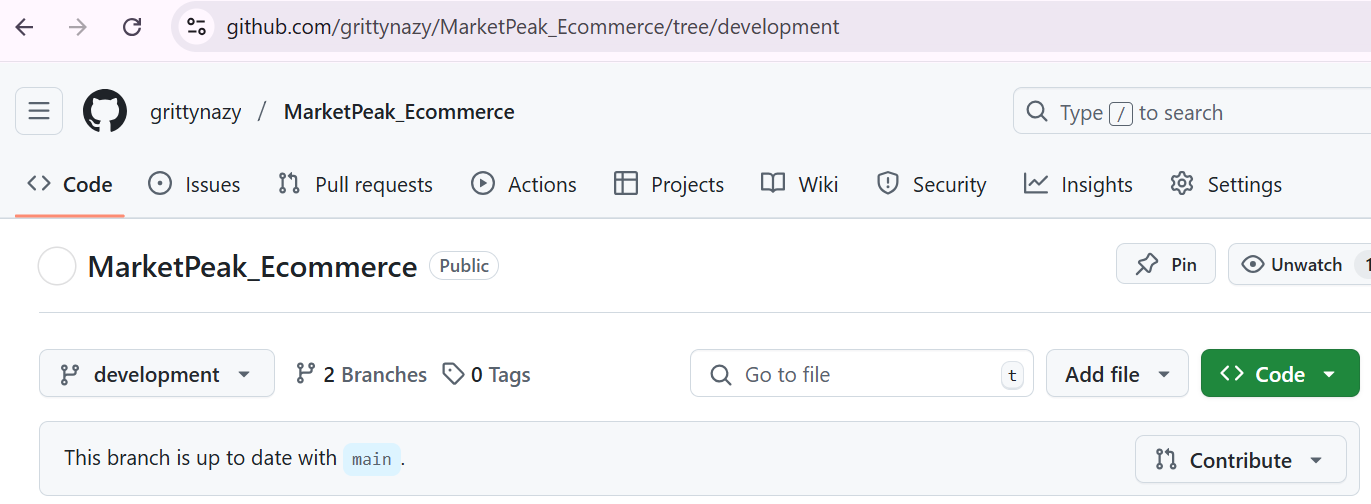 github.com/grittynazy/MarketPeak_Ecommerce/tree/development
grittynazy / MarketPeak_Ecommerce
Type / to search
Code Issues Pull requests Actions Projects Wiki Security Insights Settings
MarketPeak_Ecommerce Public
Pin Unwatch 1
development 2 Branches 0 Tags Go to file t Add file Code
This branch is up to date with main. Contribute